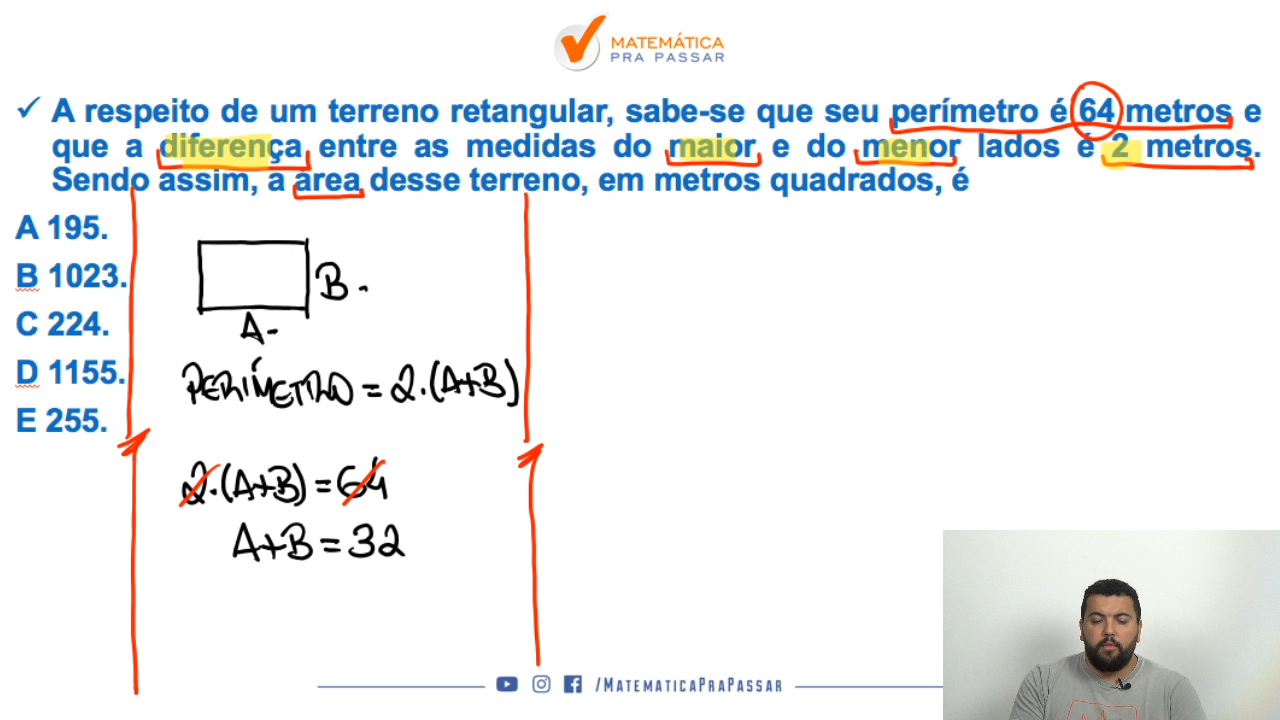 MATEMÁTICA
PRA PASSAR
✓ A respeito de um terreno retangular, sabe-se que seu perímetro é 64 metros e
que a diferença entre as medidas do maior e do menor lados é 2 metros.
Sendo assim, a área desse terreno, em metros quadrados, é
A 195.
B 1023.
C 224.
D 1155.
E 255.
B
A
PERÍMETRO = 2.(A+B)
2.(A+B) = 64
A+B = 32
/MATEMATICAPRAPASSAR